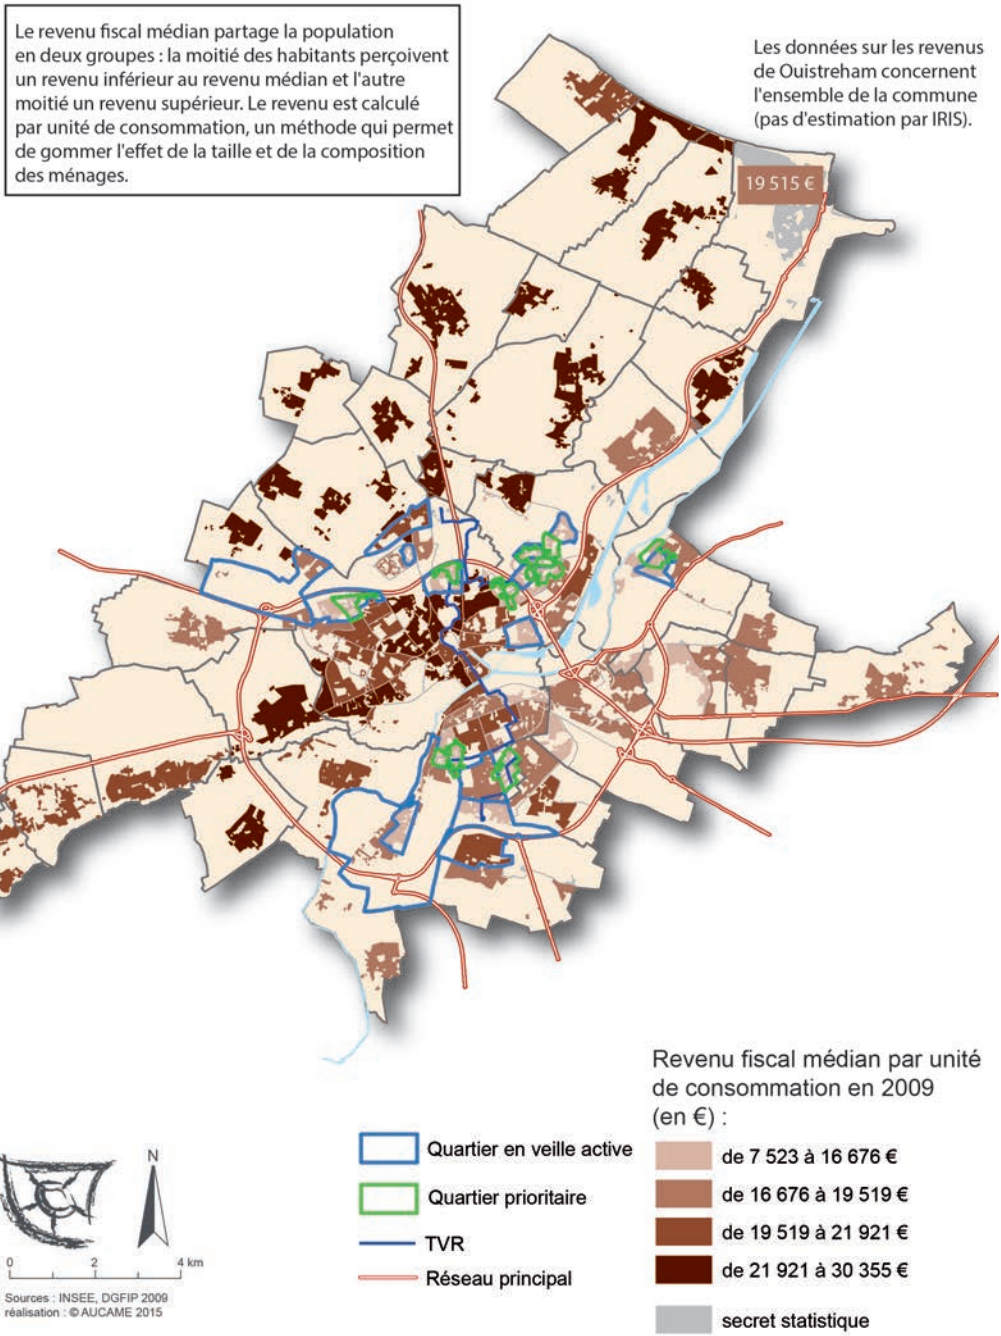 Le revenu fiscal médian partage la population
en deux groupes : la moitié des habitants perçoivent
un revenu inférieur au revenu médian et l'autre
moitié un revenu supérieur. Le revenu est calculé
par unité de consommation, un méthode qui permet
de gommer l'effet de la taille et de la composition
des ménages.
Les données sur les revenus
de Ouistreham concernent
l'ensemble de la commune
(pas d'estimation par IRIS).
19 515 €
Revenu fiscal médian par unité
de consommation en 2009
(en €) :
de 7 523 à 16 676 €
de 16 676 à 19 519 €
de 19 519 à 21 921 €
de 21 921 à 30 355 €
secret statistique
Quartier en veille active
Quartier prioritaire
TVR
Réseau principal
N
0 2 4 km
Sources : INSEE, DGFIP 2009
réalisation : © AUCAME 2015